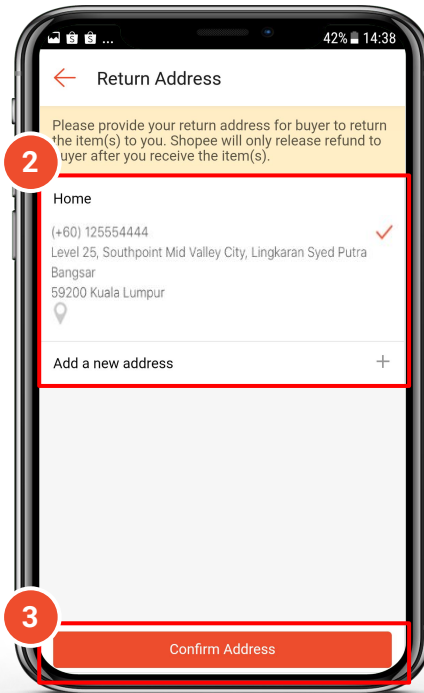 ... 42% 14:38
Return Address
Please provide your return address for buyer to return
the item(s) to you. Shopee will only release refund to
buyer after you receive the item(s).
2
Home
(+60) 125554444
Level 25, Southpoint Mid Valley City, Lingkaran Syed Putra
Bangsar
59200 Kuala Lumpur
Add a new address +
3
Confirm Address